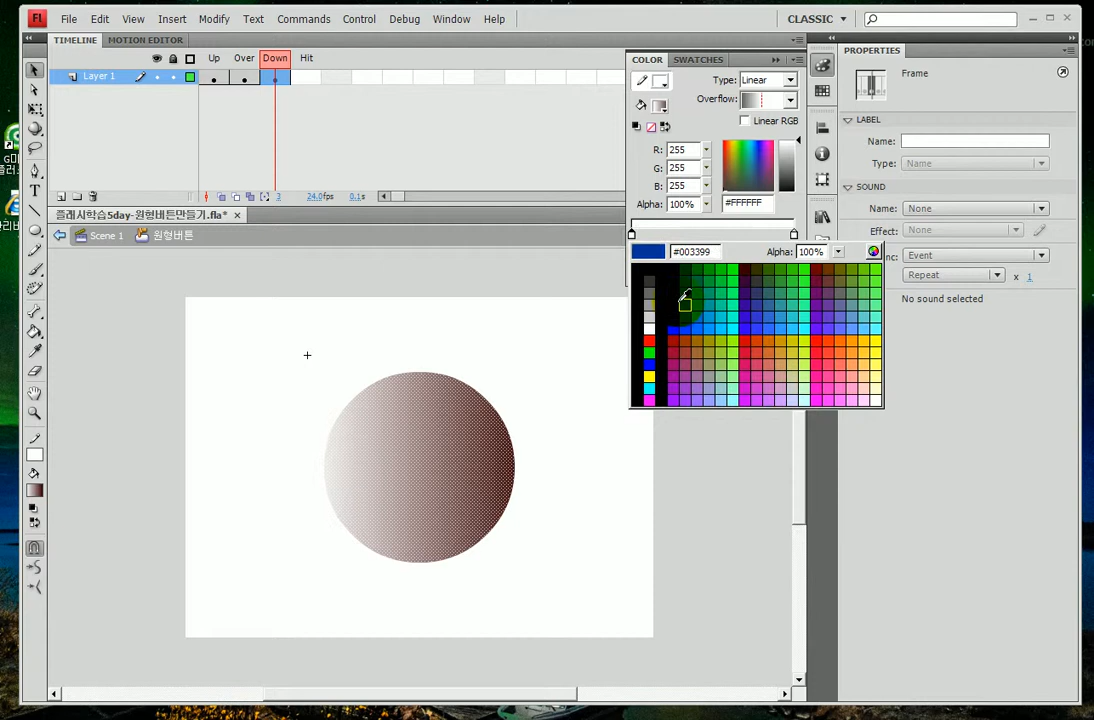 Fl File Edit View Insert Modify Text Commands Control Debug Window Help CLASSIC
TIMELINE MOTION EDITOR
Up Over Down Hit
Layer 1
3 24.0fps 0.1s
플래시학습5day-원형버튼만들기.fla* ×
Scene 1 원형버튼
COLOR SWATCHES
Type: Linear
Overflow:
Linear RGB
R: 255
G: 255
B: 255
Alpha: 100% #FFFFFF
#003399 Alpha: 100%
PROPERTIES
Frame
LABEL
Name:
Type: Name
SOUND
Name: None
Effect: None
nc: Event
Repeat x 1
No sound selected